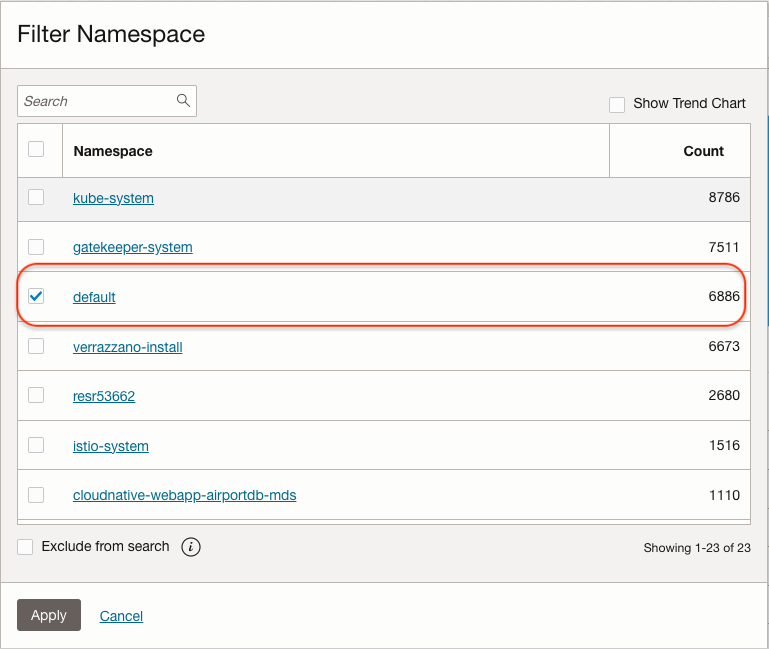 Filter Namespace
Search
Show Trend Chart
Namespace Count
kube-system 8786
gatekeeper-system 7511
default 6886
verrazzano-install 6673
resr53662 2680
istio-system 1516
cloudnative-webapp-airportdb-mds 1110
Exclude from search i
Showing 1-23 of 23
Apply Cancel